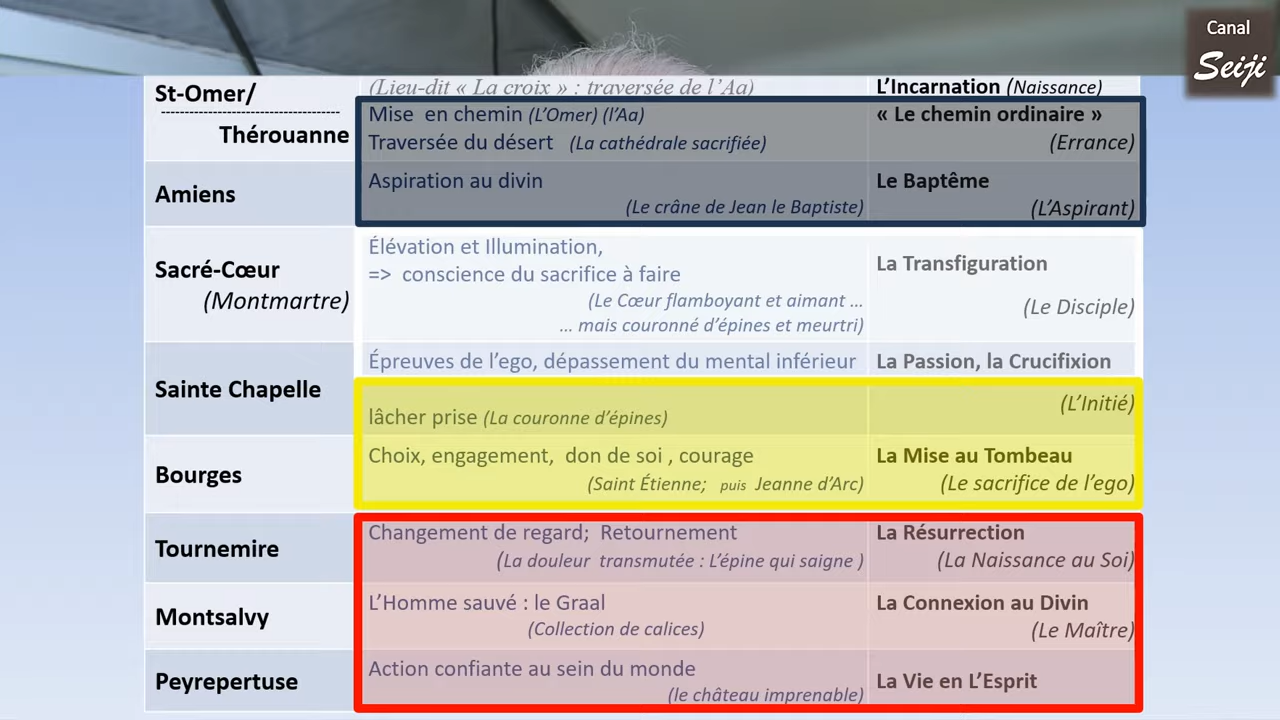 Canal
Seiji
St-Omer/
(Lieu-dit « La croix » : traversée de l’Aa)
L’Incarnation (Naissance)
Thérouanne
Mise en chemin (L’Omer) (l’Aa)
« Le chemin ordinaire »
Traversée du désert (La cathédrale sacrifiée)
(Errance)
Amiens
Aspiration au divin
Le Baptême
(Le crâne de Jean le Baptiste)
(L’Aspirant)
Sacré-Cœur
(Montmartre)
Élévation et Illumination,
=> conscience du sacrifice à faire
(Le Cœur flamboyant et aimant ...
... mais couronné d’épines et meurtri)
La Transfiguration
(Le Disciple)
Sainte Chapelle
Épreuves de l’ego, dépassement du mental inférieur
La Passion, la Crucifixion
lâcher prise (La couronne d’épines)
(L’Initié)
Bourges
Choix, engagement, don de soi , courage
La Mise au Tombeau
(Saint Étienne; puis Jeanne d’Arc)
(Le sacrifice de l’ego)
Tournemire
Changement de regard; Retournement
La Résurrection
(La douleur transmutée : L’épine qui saigne )
(La Naissance au Soi)
Montsalvy
L’Homme sauvé : le Graal
La Connexion au Divin
(Collection de calices)
(Le Maître)
Peyrepertuse
Action confiante au sein du monde
La Vie en L’Esprit
(le château imprenable)